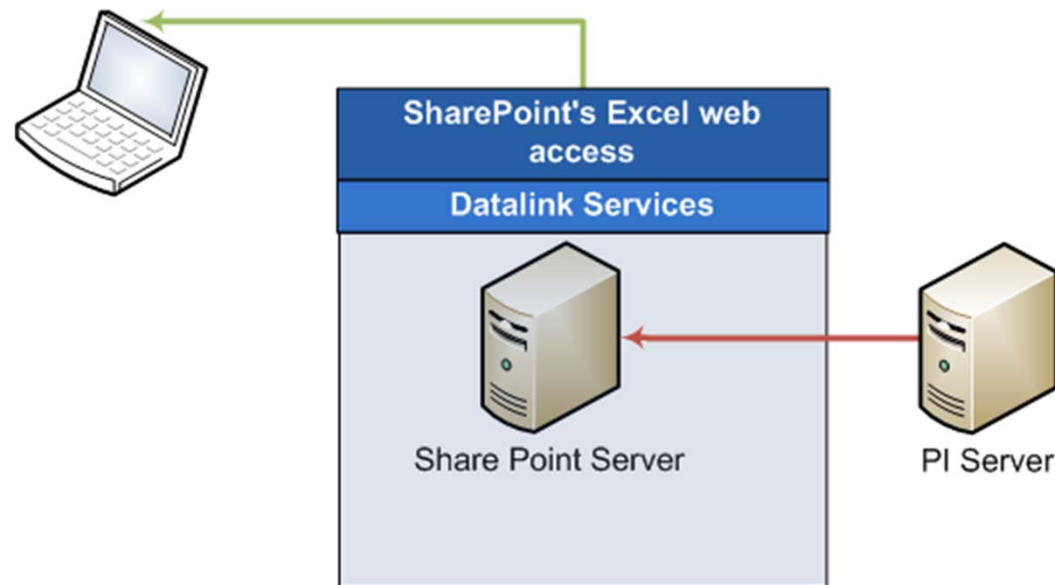 SharePoint's Excel web
access
Datalink Services
Share Point Server
PI Server